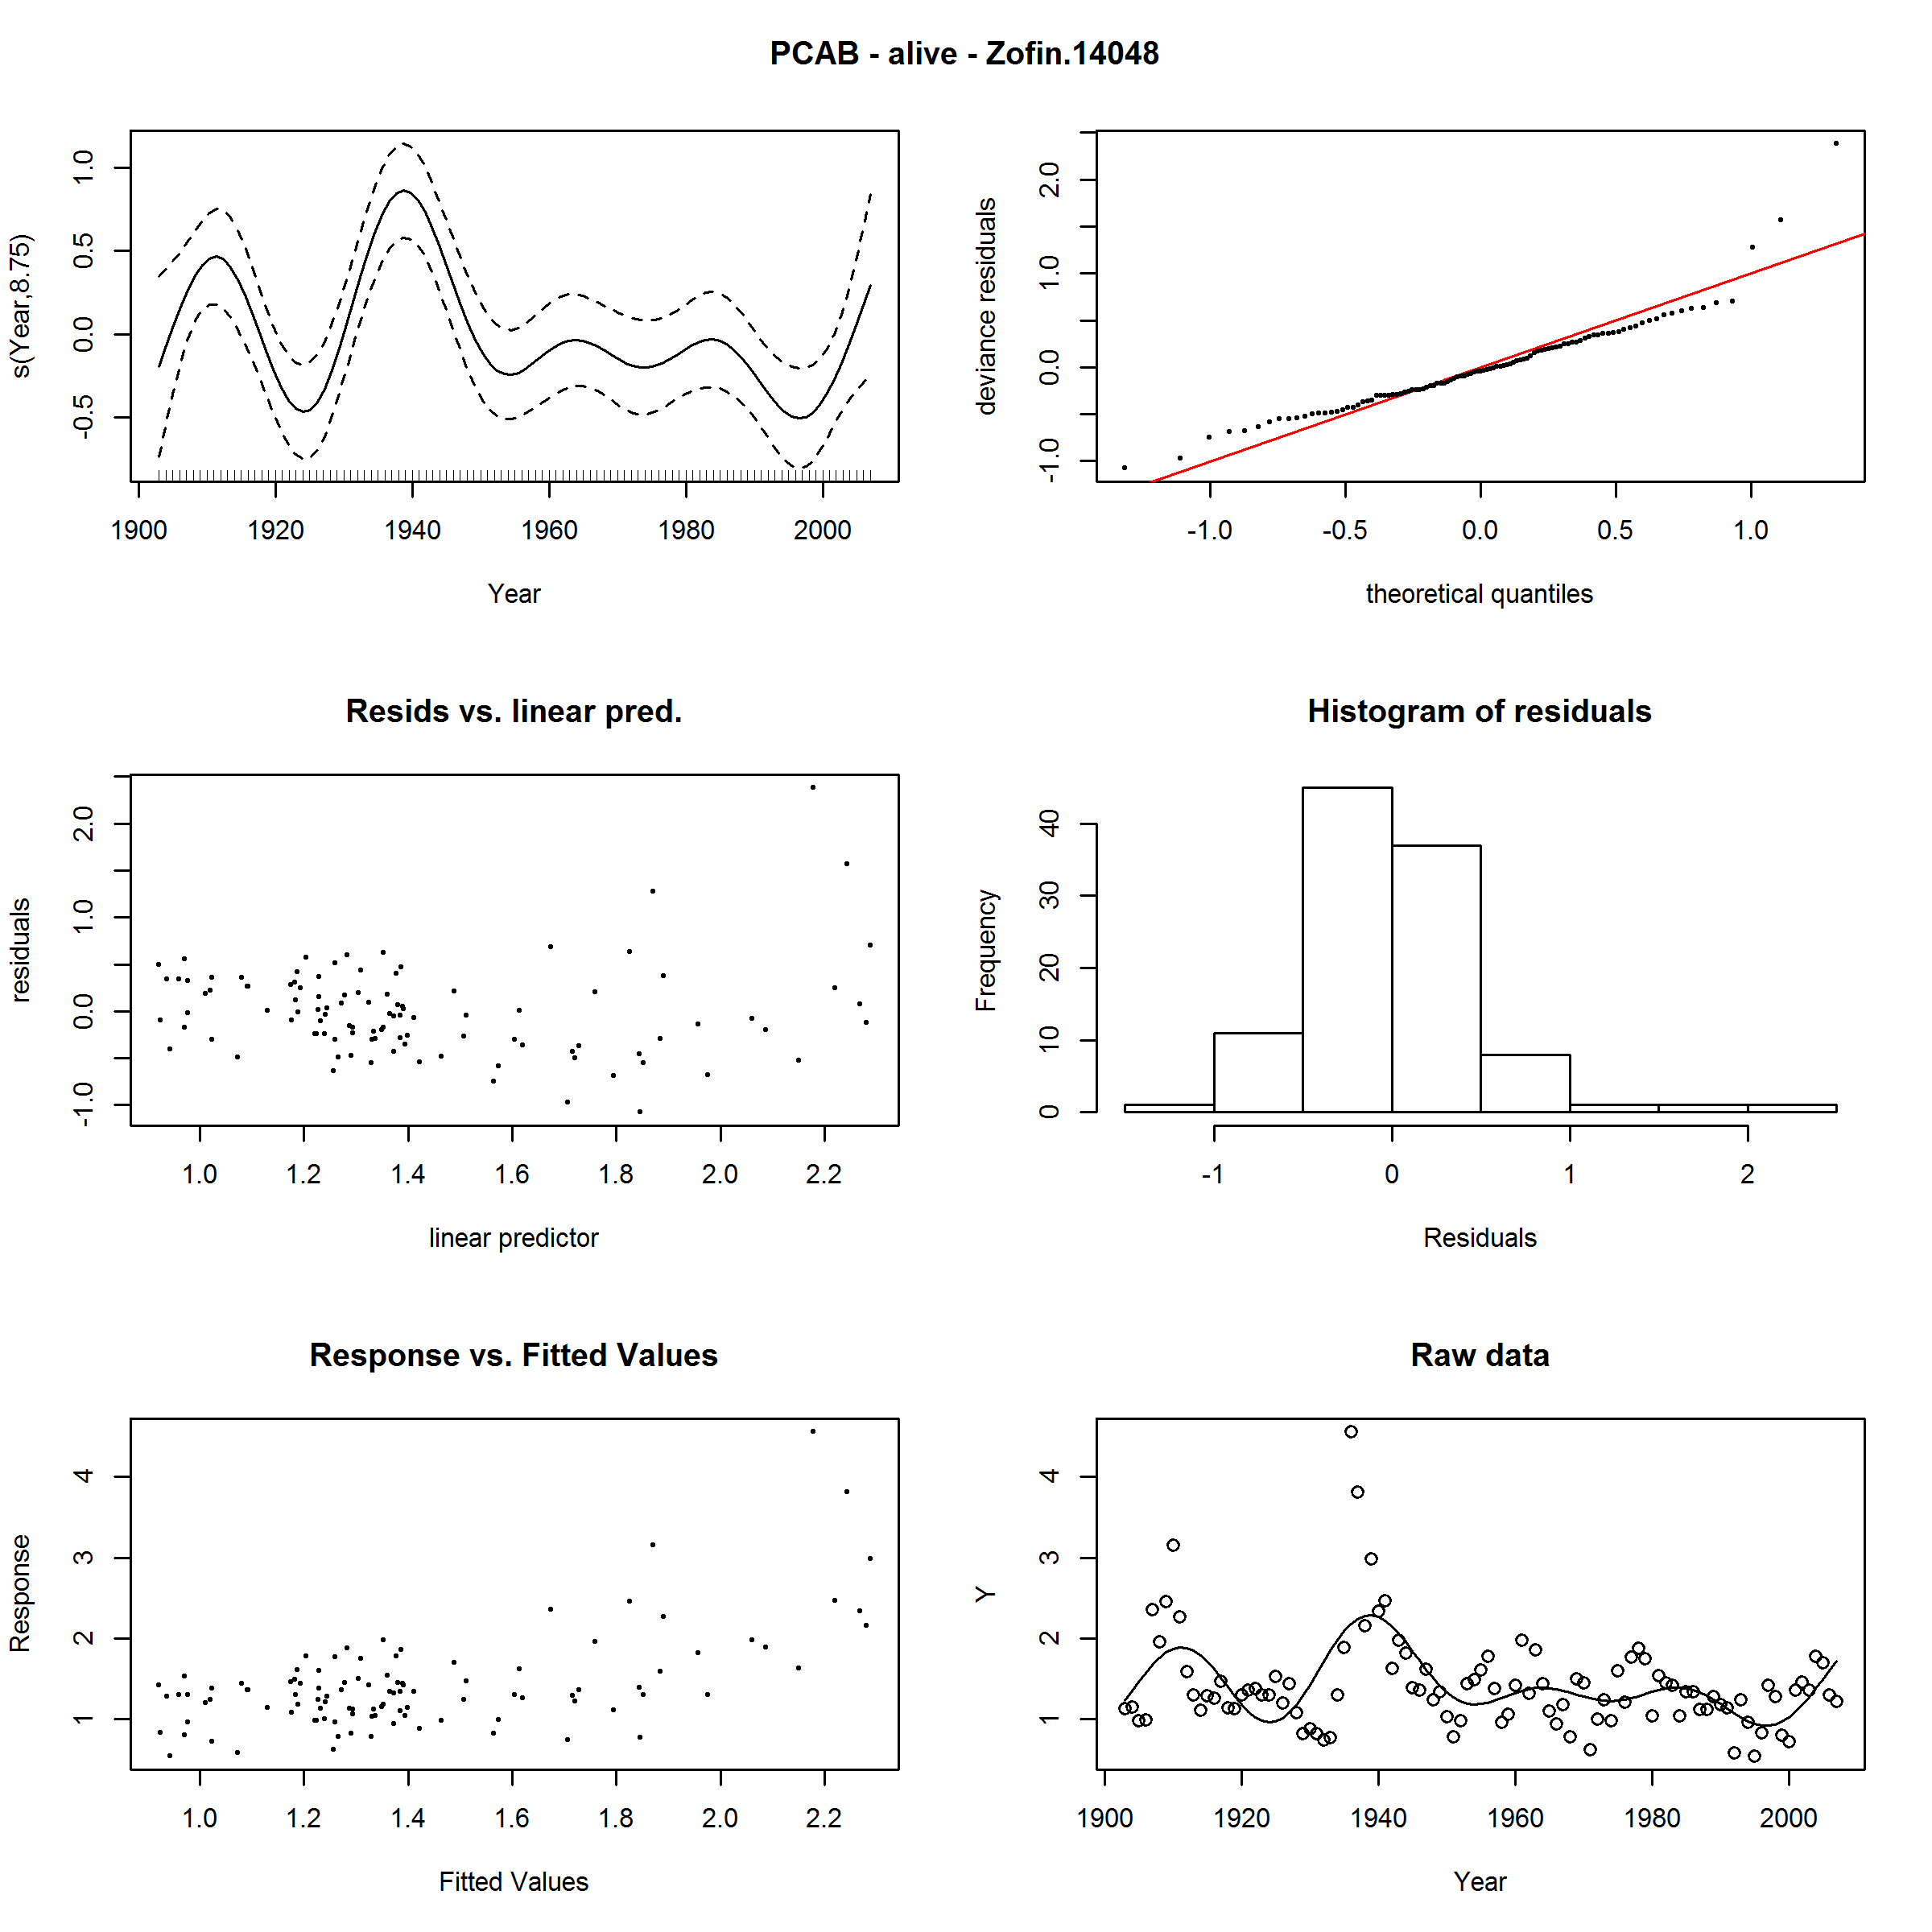 PCAB - alive - Zofin.14048
s(Year,8.75)
-0.5 0.0 0.5 1.0
1900 1920 1940 1960 1980 2000
Year
deviance residuals
-1.0 0.0 1.0 2.0
-1.0 -0.5 0.0 0.5 1.0
theoretical quantiles
Resids vs. linear pred.
residuals
-1.0 0.0 1.0 2.0
1.0 1.2 1.4 1.6 1.8 2.0 2.2
linear predictor
Histogram of residuals
Frequency
0 10 20 30 40
-1 0 1 2
Residuals
Response vs. Fitted Values
Response
1 2 3 4
1.0 1.2 1.4 1.6 1.8 2.0 2.2
Fitted Values
Raw data
Y
1 2 3 4
1900 1920 1940 1960 1980 2000
Year